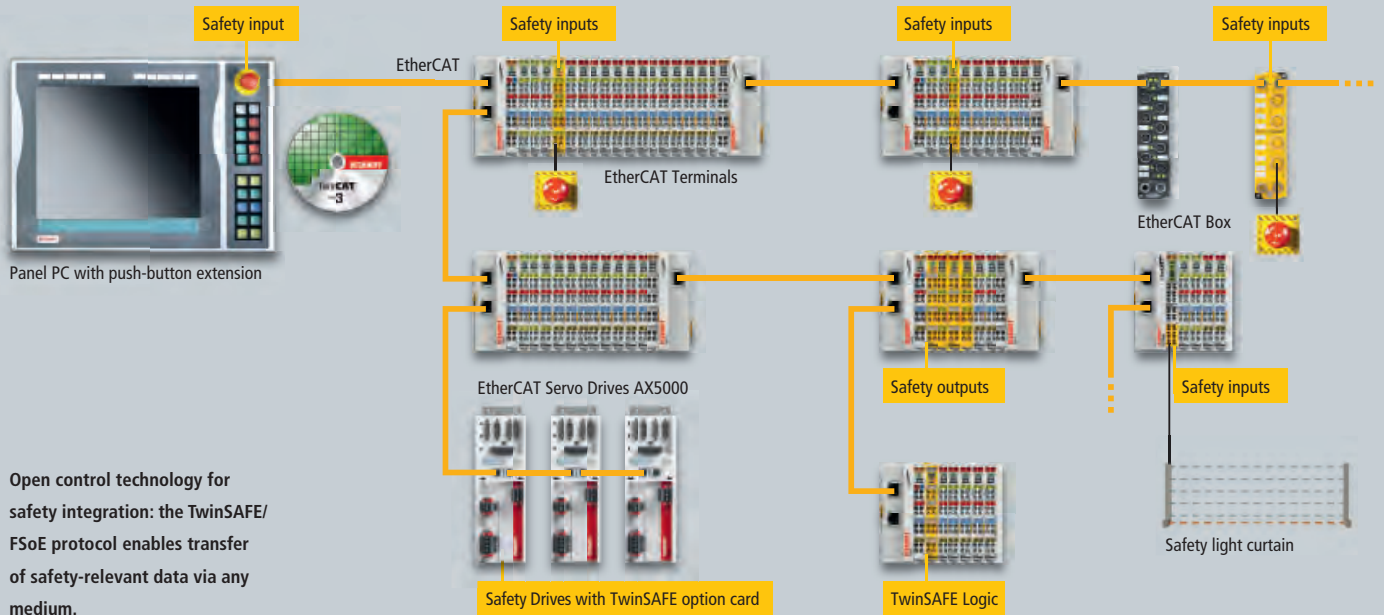 Safety input
Safety inputs
Safety inputs
Safety inputs
EtherCAT
TwinCAT
3
EtherCAT Terminals
EtherCAT Box
Panel PC with push-button extension
EtherCAT Servo Drives AX5000
Safety outputs
Safety inputs
Open control technology for
safety integration: the TwinSAFE/
FSoE protocol enables transfer
of safety-relevant data via any
medium.
Safety light curtain
Safety Drives with TwinSAFE option card
TwinSAFE Logic